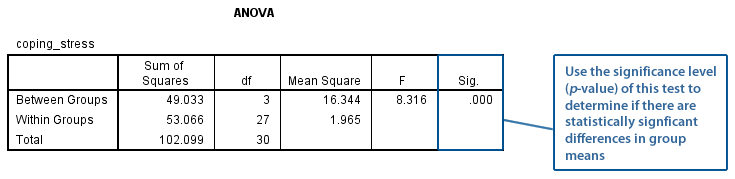 ANOVA
coping_stress
Sum of
Squares df Mean Square F Sig.
Between Groups 49.033 3 16.344 8.316 .000
Within Groups 53.066 27 1.965
Total 102.099 30
Use the significance level
(p-value) of this test to
determine if there are
statistically signficant
differences in group
means